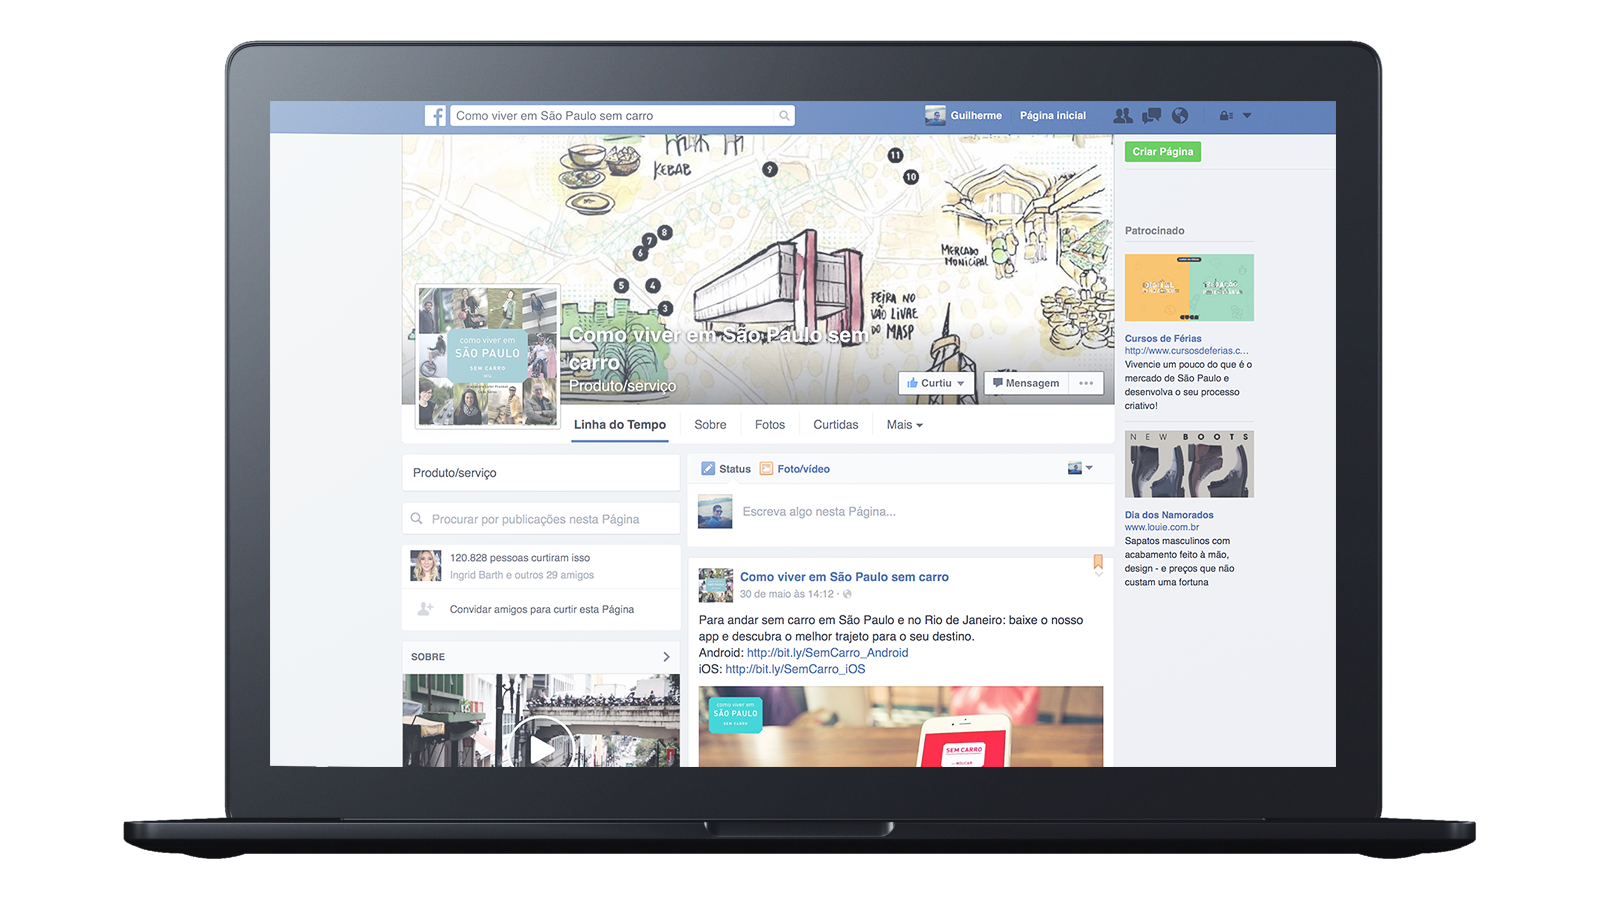 Como viver em São Paulo sem carro
Guilherme
Página inicial
Criar Página
KEBAB
9
11
10
8
7
6
5
4
3
MERCADO
MUNICIPAL
FEIRA NO
VÃO LIVRE
DO MASP
como viver em
SÃO PAULO
SEM CARRO
Como viver em São Paulo sem
carro
Produto/serviço
Curtiu
Mensagem
Linha do Tempo
Sobre
Fotos
Curtidas
Mais
Produto/serviço
Procurar por publicações nesta Página
120.828 pessoas curtiram isso
Ingrid Barth e outros 29 amigos
Convidar amigos para curtir esta Página
SOBRE
Status
Foto/vídeo
Escreva algo nesta Página...
Como viver em São Paulo sem carro
30 de maio às 14:12 ·
Para andar sem carro em São Paulo e no Rio de Janeiro: baixe o nosso
app e descubra o melhor trajeto para o seu destino.
Android: http://bit.ly/SemCarro_Android
iOS: http://bit.ly/SemCarro_iOS
como viver em
SÃO PAULO
SEM CARRO
SEM CARRO
Patrocinado
Cursos de Férias
http://www.cursosdeferias.c...
Vivencie um pouco do que é o
mercado de São Paulo e
desenvolva o seu processo
criativo!
NEW BOOTS
Dia dos Namorados
www.louie.com.br
Sapatos masculinos com
acabamento feito à mão,
design - e preços que não
custam uma fortuna